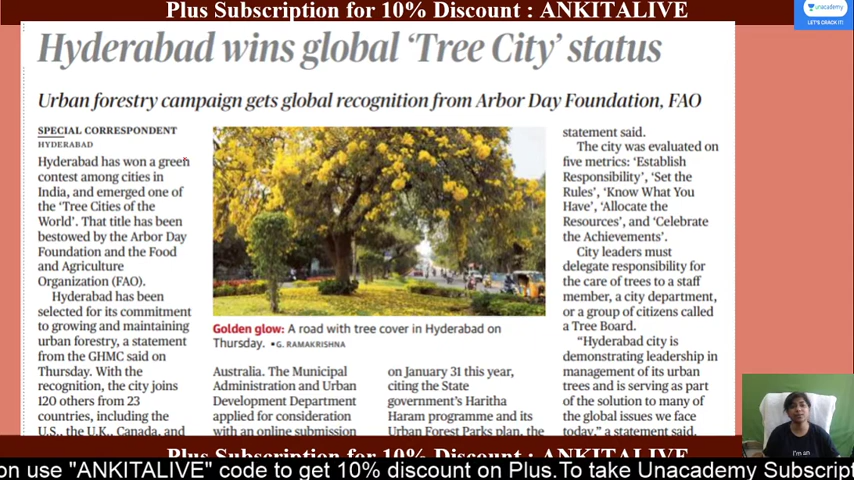 Plus Subscription for 10% Discount : ANKITALIVE
unacademy
LET'S CRACK IT!
Hyderabad wins global ‘Tree City’ status
Urban forestry campaign gets global recognition from Arbor Day Foundation, FAO
SPECIAL CORRESPONDENT
HYDERABAD
Hyderabad has won a green
contest among cities in
India, and emerged one of
the ‘Tree Cities of the
World’. That title has been
bestowed by the Arbor Day
Foundation and the Food
and Agriculture
Organization (FAO).
Hyderabad has been
selected for its commitment
to growing and maintaining
urban forestry, a statement
from the GHMC said on
Thursday. With the
recognition, the city joins
120 others from 23
countries, including the
U.S., the U.K., Canada, and
Golden glow: A road with tree cover in Hyderabad on
Thursday. ▪G. RAMAKRISHNA
Australia. The Municipal
Administration and Urban
Development Department
applied for consideration
with an online submission
on January 31 this year,
citing the State
government’s Haritha
Haram programme and its
Urban Forest Parks plan, the
statement said.
The city was evaluated on
five metrics: ‘Establish
Responsibility’, ‘Set the
Rules’, ‘Know What You
Have’, ‘Allocate the
Resources’, and ‘Celebrate
the Achievements’.
City leaders must
delegate responsibility for
the care of trees to a staff
member, a city department,
or a group of citizens called
a Tree Board.
“Hyderabad city is
demonstrating leadership in
management of its urban
trees and is serving as part
of the solution to many of
the global issues we face
today,” a statement said.
I'm an
Plus Subscription for 10% Discount : ANKITALIVE
on use "ANKITALIVE" code to get 10% discount on Plus.To take Unacademy Subscript